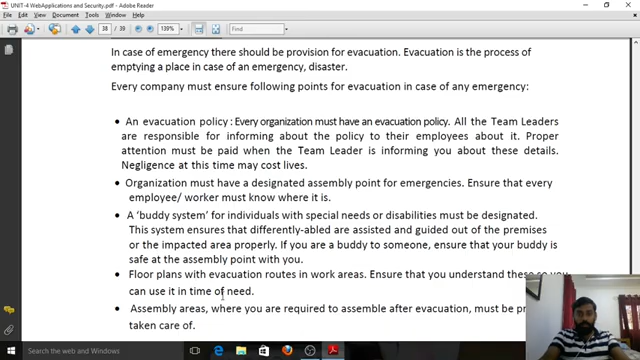 UNIT-4 WebApplications and Security.pdf
File Edit View Document Tools Window Help
38 / 39 139% Find
In case of emergency there should be provision for evacuation. Evacuation is the process of
emptying a place in case of an emergency, disaster.
Every company must ensure following points for evacuation in case of any emergency:
• An evacuation policy : Every organization must have an evacuation policy. All the Team Leaders
are responsible for informing about the policy to their employees about it. Proper
attention must be paid when the Team Leader is informing you about these details.
Negligence at this time may cost lives.
• Organization must have a designated assembly point for emergencies. Ensure that every
employee/ worker must know where it is.
• A ‘buddy system’ for individuals with special needs or disabilities must be designated.
This system ensures that differently-abled are assisted and guided out of the premises
or the impacted area properly. If you are a buddy to someone, ensure that your buddy is
safe at the assembly point with you.
• Floor plans with evacuation routes in work areas. Ensure that you understand these so you
can use it in time of need.
• Assembly areas, where you are required to assemble after evacuation, must be
taken care of.